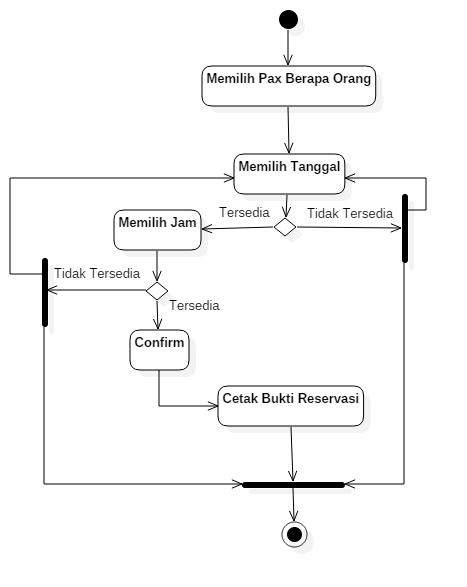 Memilih Pax Berapa Orang
Memilih Tanggal
Tersedia
Tidak Tersedia
Memilih Jam
Tidak Tersedia
Tersedia
Confirm
Cetak Bukti Reservasi